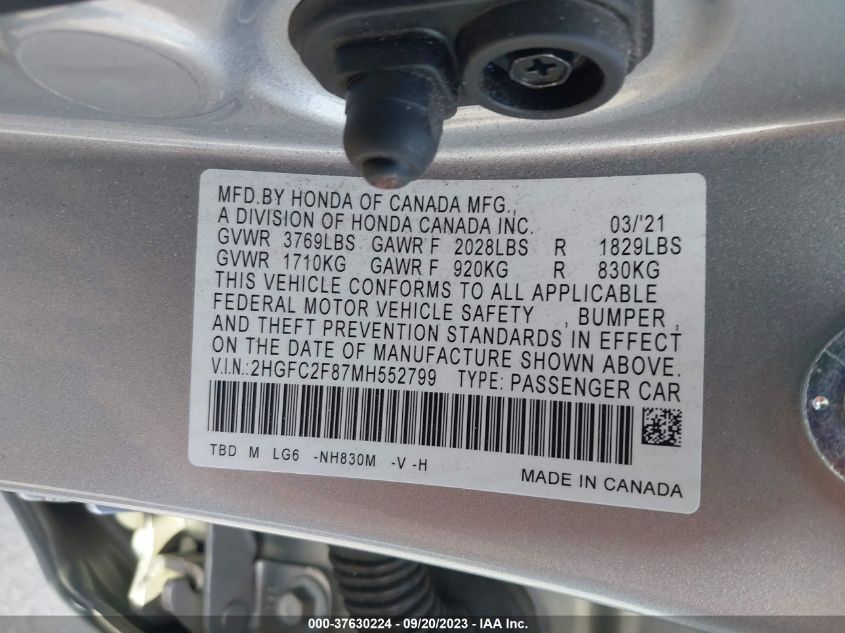 MFD.BY HONDA OF CANADA MFG.,
A DIVISION OF HONDA CANADA INC. 03/'21
GVWR 3769LBS GAWR F 2028LBS R 1829LBS
GVWR 1710KG GAWR F 920KG R 830KG
THIS VEHICLE CONFORMS TO ALL APPLICABLE
FEDERAL MOTOR VEHICLE SAFETY , BUMPER ,
AND THEFT PREVENTION STANDARDS IN EFFECT
ON THE DATE OF MANUFACTURE SHOWN ABOVE.
V.I.N.:2HGFC2F87MH552799 TYPE: PASSENGER CAR
TBD M LG6 -NH830M -V -H
MADE IN CANADA
000-37630224 - 09/20/2023 - IAA Inc.